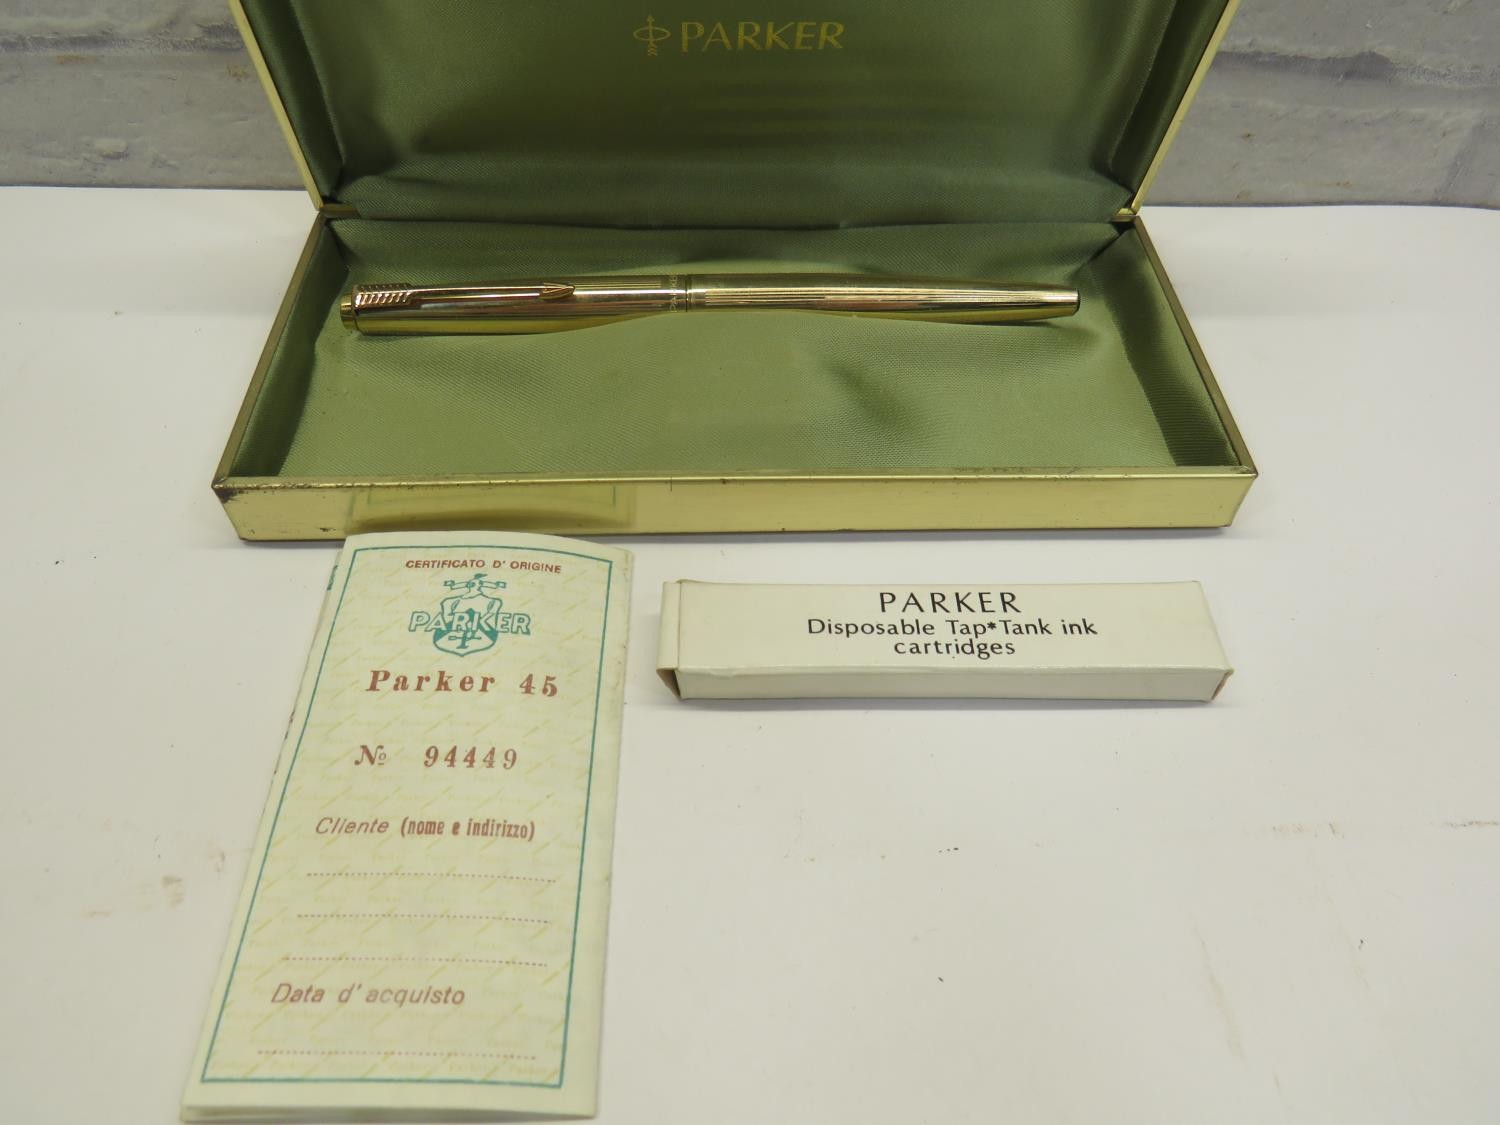 PARKER
PARKER
CERTIFICATO D' ORIGINE
PARKER
Parker 45
№ 94449
Cliente (nome e indirizzo)
Data d' acquisto
PARKER
Disposable Tap*Tank ink
cartridges